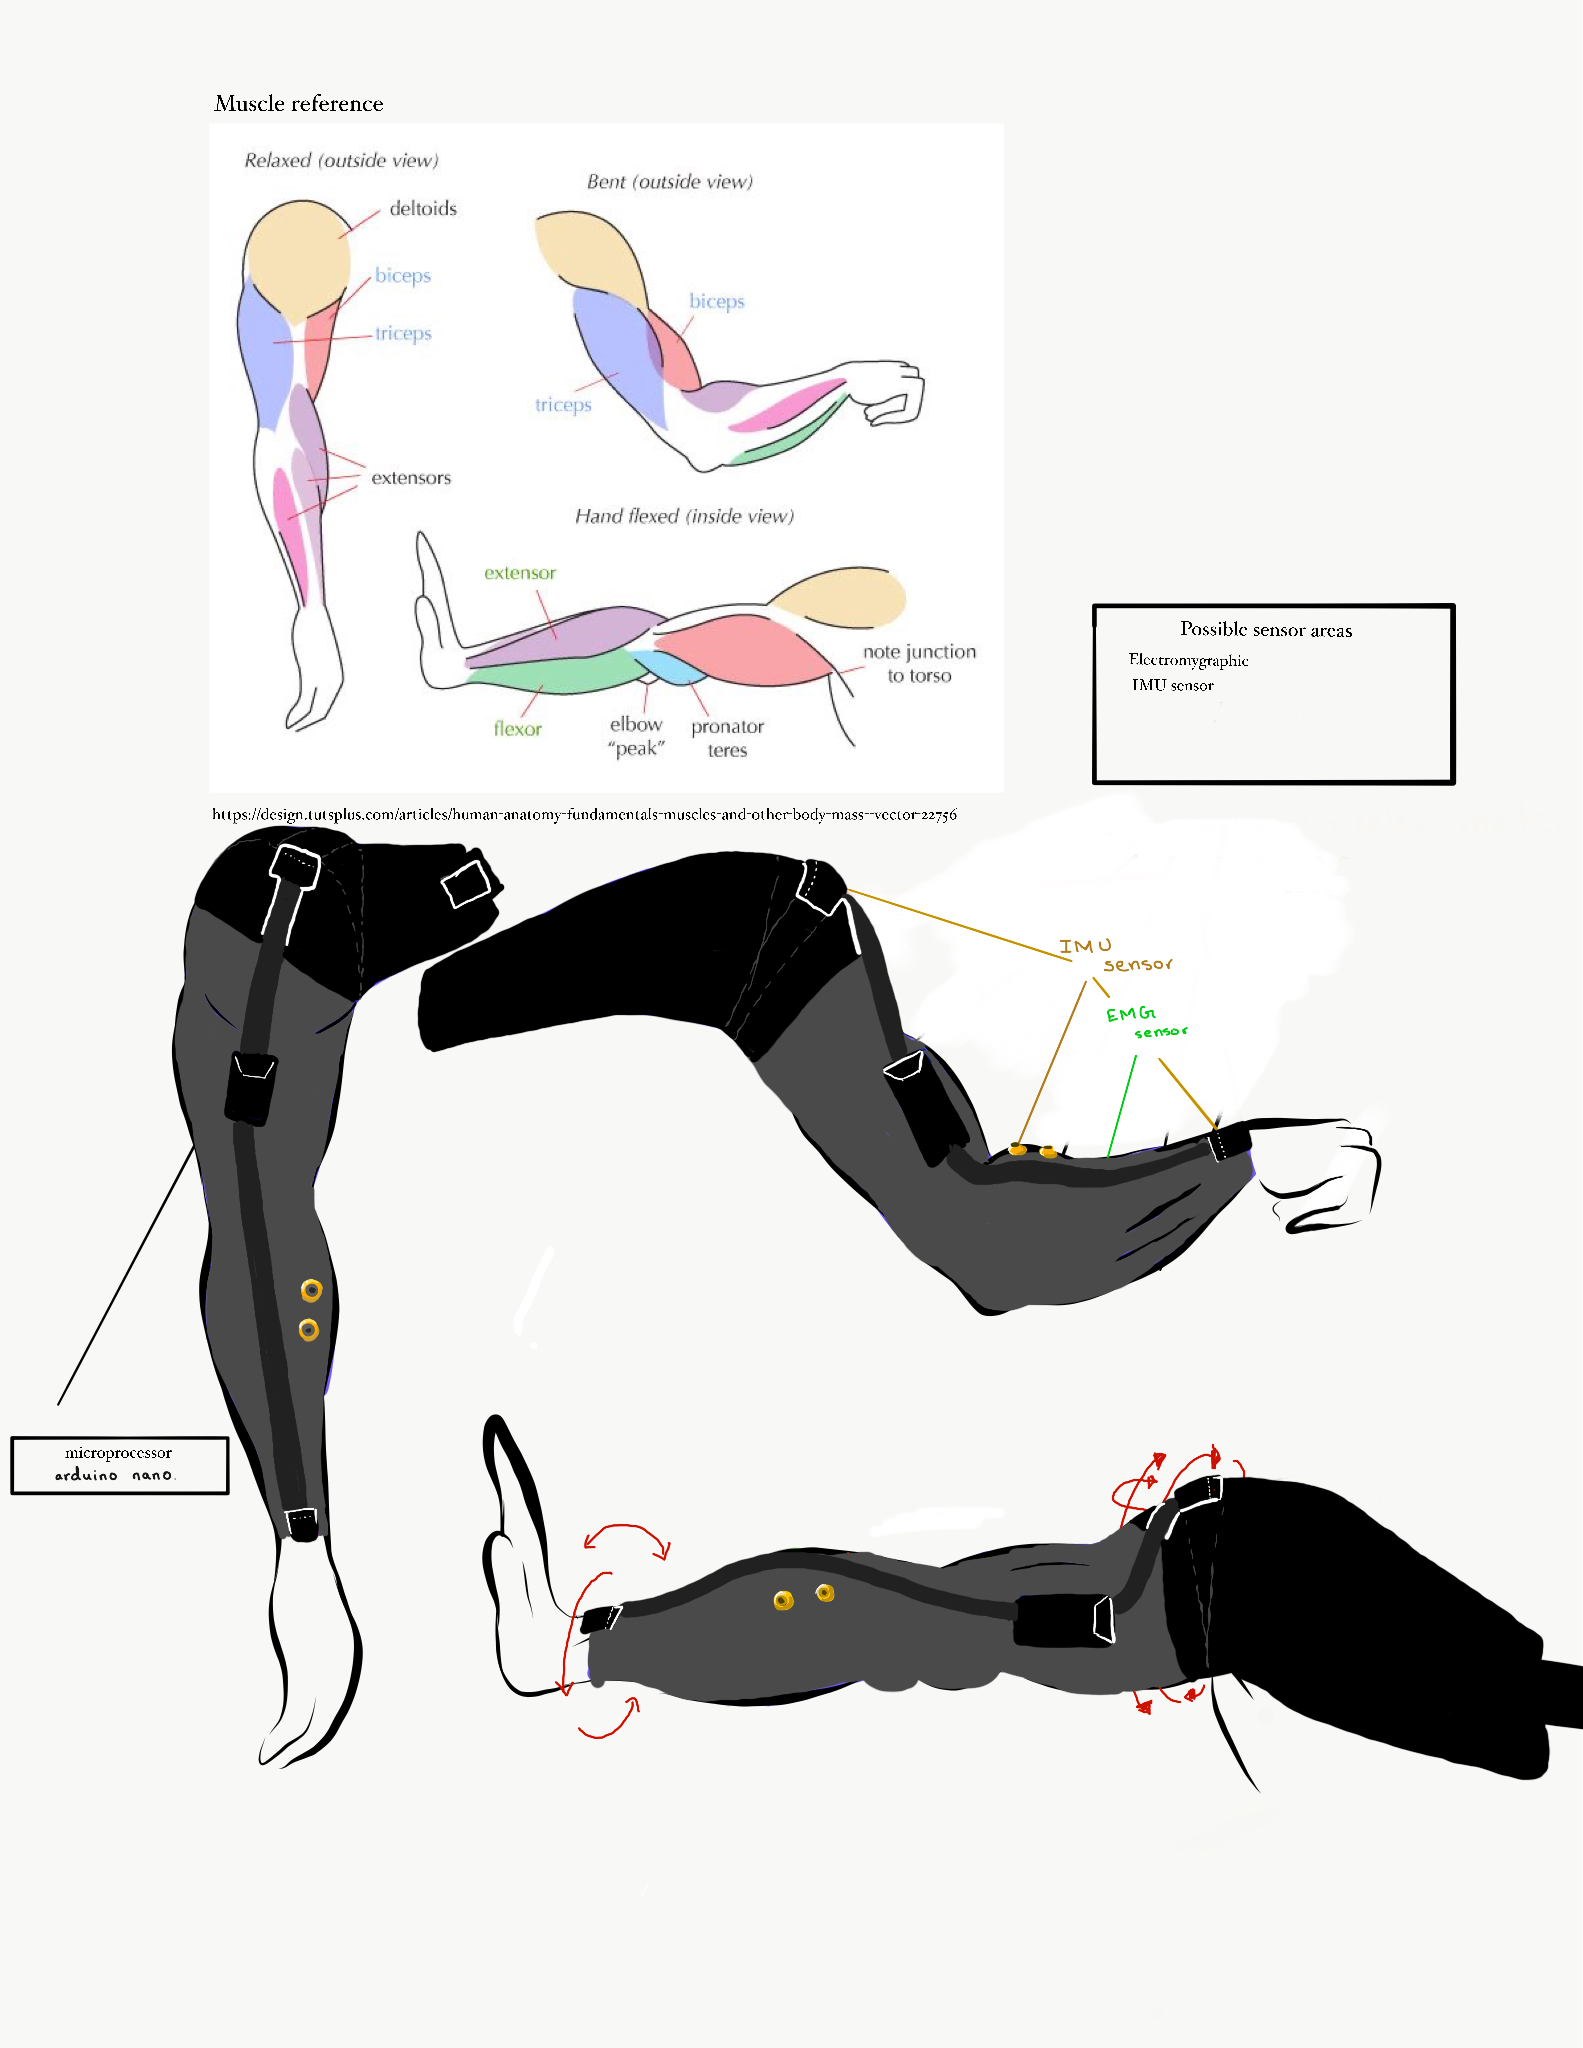 Muscle reference
Relaxed (outside view)
deltoids
biceps
triceps
extensors
Bent (outside view)
biceps
triceps
Hand flexed (inside view)
extensor
flexor
elbow
“peak”
pronator
teres
note junction
to torso
https://design.tutsplus.com/articles/human-anatomy-fundamentals-muscles-and-other-body-mass--vector-22756
Possible sensor areas
Electromygraphic
IMU sensor
IMU
sensor
EMG
sensor
microprocessor
arduino nano.